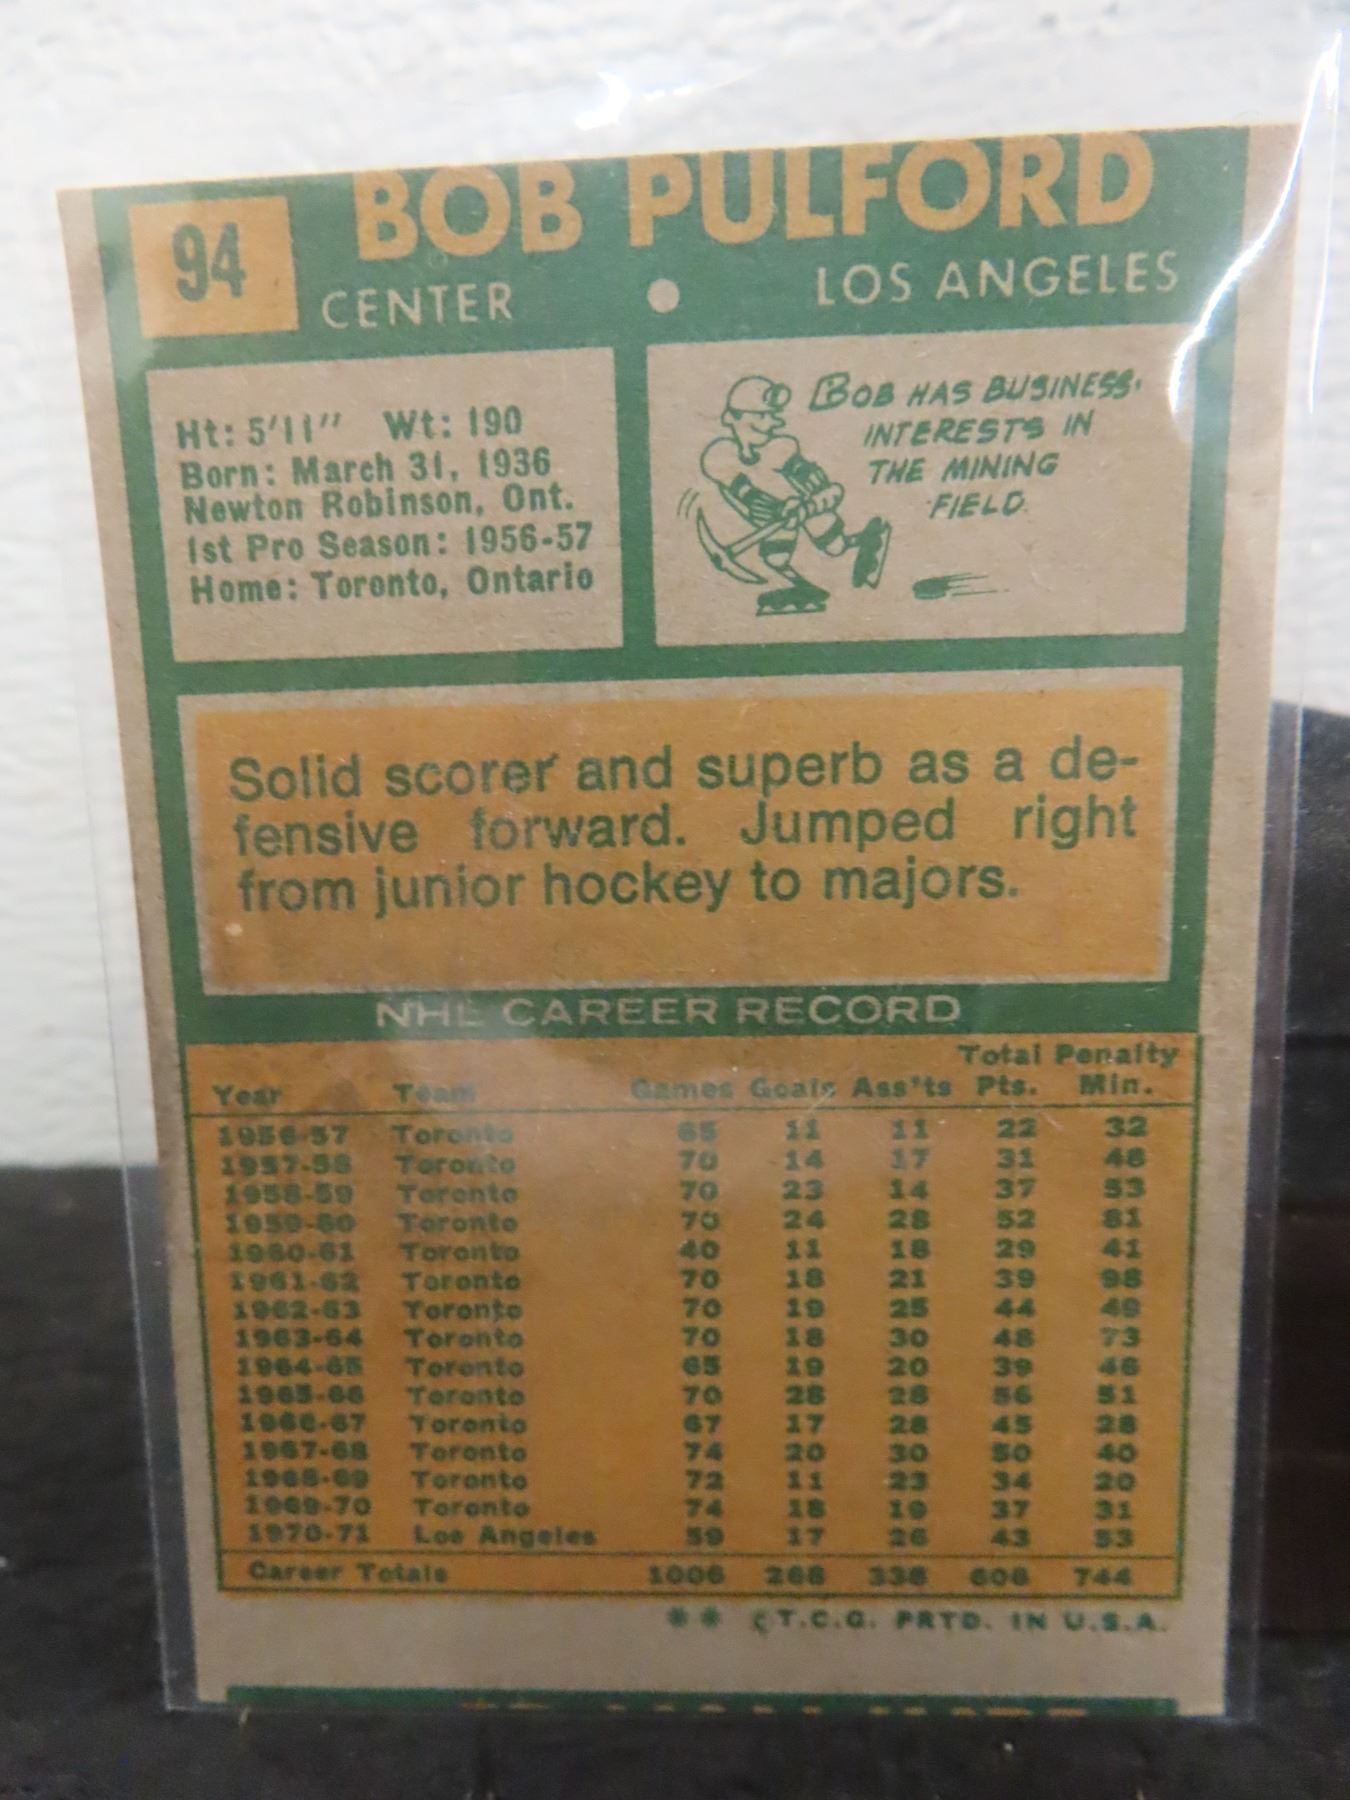 94
BOB PULFORD
CENTER • LOS ANGELES
Ht: 5'11" Wt: 190
Born: March 31, 1936
Newton Robinson, Ont.
1st Pro Season: 1956-57
Home: Toronto, Ontario
BOB HAS BUSINESS
INTERESTS IN
THE MINING
FIELD.
Solid scorer and superb as a de-
fensive forward. Jumped right
from junior hockey to majors.
NHL CAREER RECORD
Total Penalty
Year Team Games Goals Ass'ts Pts. Min.
1956-57 Toronto 65 11 11 22 32
1957-58 Toronto 70 14 17 31 48
1958-59 Toronto 70 23 14 37 53
1959-60 Toronto 70 24 28 52 81
1960-61 Toronto 40 11 18 29 41
1961-62 Toronto 70 18 21 39 98
1962-63 Toronto 70 19 25 44 49
1963-64 Toronto 70 18 30 48 73
1964-65 Toronto 65 19 20 39 46
1965-66 Toronto 70 28 28 56 51
1966-67 Toronto 67 17 28 45 28
1967-68 Toronto 74 20 30 50 40
1968-69 Toronto 72 11 23 34 20
1969-70 Toronto 74 18 19 37 31
1970-71 Los Angeles 59 17 26 43 53
Career Totals 1006 268 338 606 744
** ©T.C.G. PRTD. IN U.S.A.